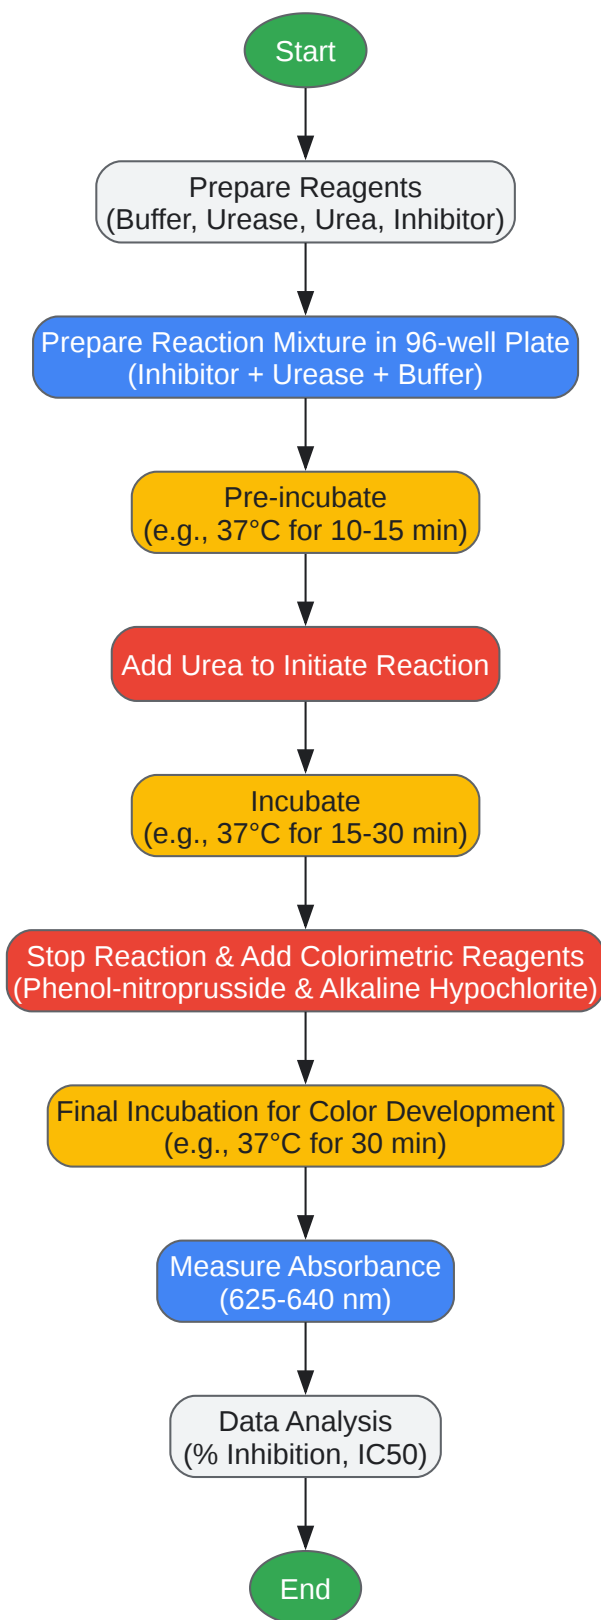 Start
Prepare Reagents
(Buffer, Urease, Urea, Inhibitor)
Prepare Reaction Mixture in 96-well Plate
(Inhibitor + Urease + Buffer)
Pre-incubate
(e.g., 37°C for 10-15 min)
Add Urea to Initiate Reaction
Incubate
(e.g., 37°C for 15-30 min)
Stop Reaction & Add Colorimetric Reagents
(Phenol-nitroprusside & Alkaline Hypochlorite)
Final Incubation for Color Development
(e.g., 37°C for 30 min)
Measure Absorbance
(625-640 nm)
Data Analysis
(% Inhibition, IC50)
End